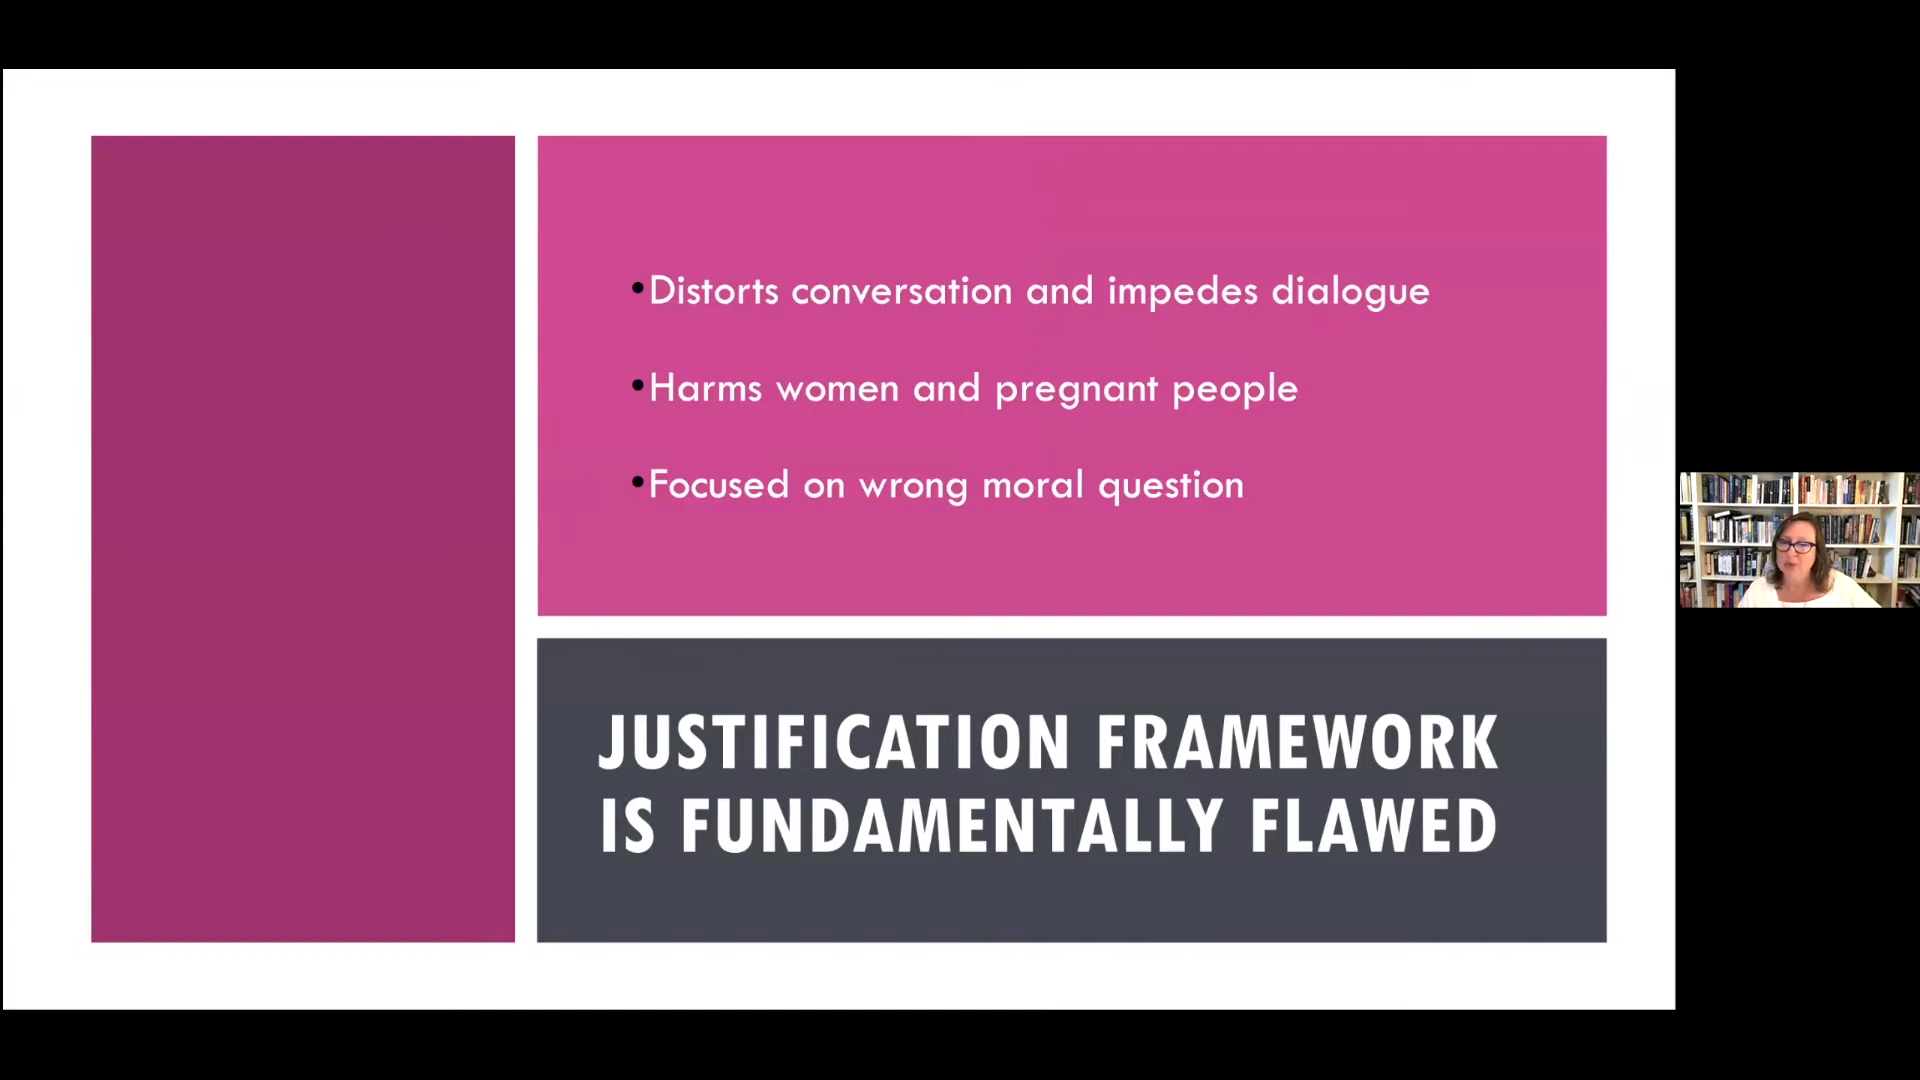 •Distorts conversation and impedes dialogue
•Harms women and pregnant people
•Focused on wrong moral question
JUSTIFICATION FRAMEWORK
IS FUNDAMENTALLY FLAWED